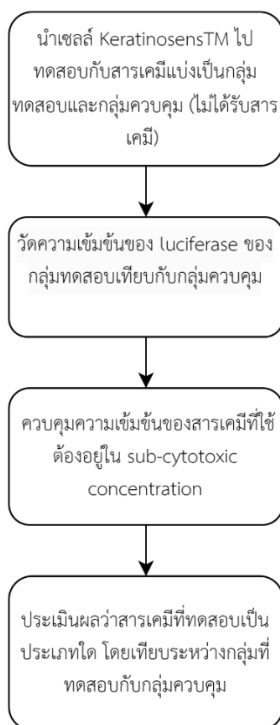 นำเซลล์ KeratinosensTM ไป
ทดสอบกับสารเคมีแบ่งเป็นกลุ่ม
ทดสอบและกลุ่มควบคุม (ไม่ได้รับสาร
เคมี)
วัดความเข้มข้นของ luciferase ของ
กลุ่มทดสอบเทียบกับกลุ่มควบคุม
ควบคุมความเข้มข้นของสารเคมีที่ใช้
ต้องอยู่ใน sub-cytotoxic
concentration
ประเมินผลว่าสารเคมีที่ทดสอบเป็น
ประเภทใด โดยเทียบระหว่างกลุ่มที่
ทดสอบกับกลุ่มควบคุม